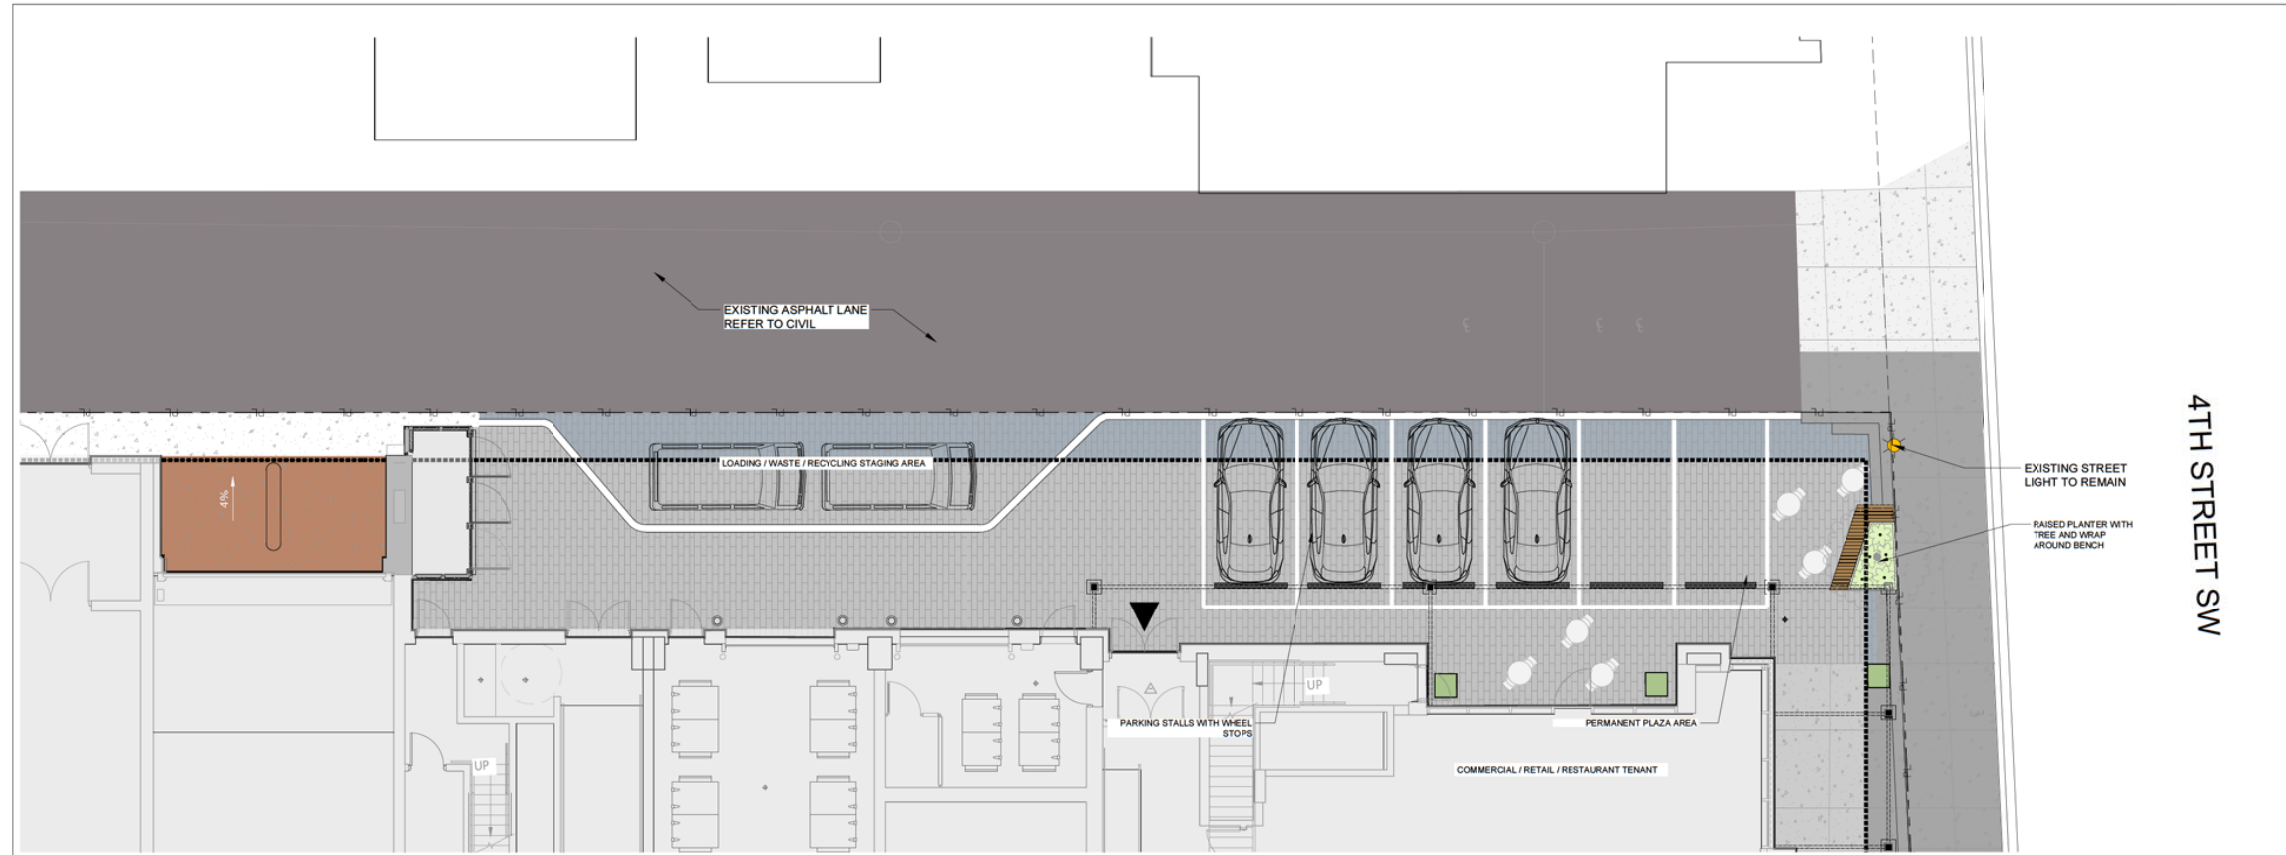 EXISTING ASPHALT LANE
REFER TO CIVIL
4TH STREET SW
LOADING / WASTE / RECYCLING STAGING AREA
EXISTING STREET
LIGHT TO REMAIN
4%
RAISED PLANTER WITH
TREE AND WRAP
AROUND BENCH
UP
PARKING STALLS WITH WHEEL
STOPS
PERMANENT PLAZA AREA
UP
COMMERCIAL / RETAIL / RESTAURANT TENANT